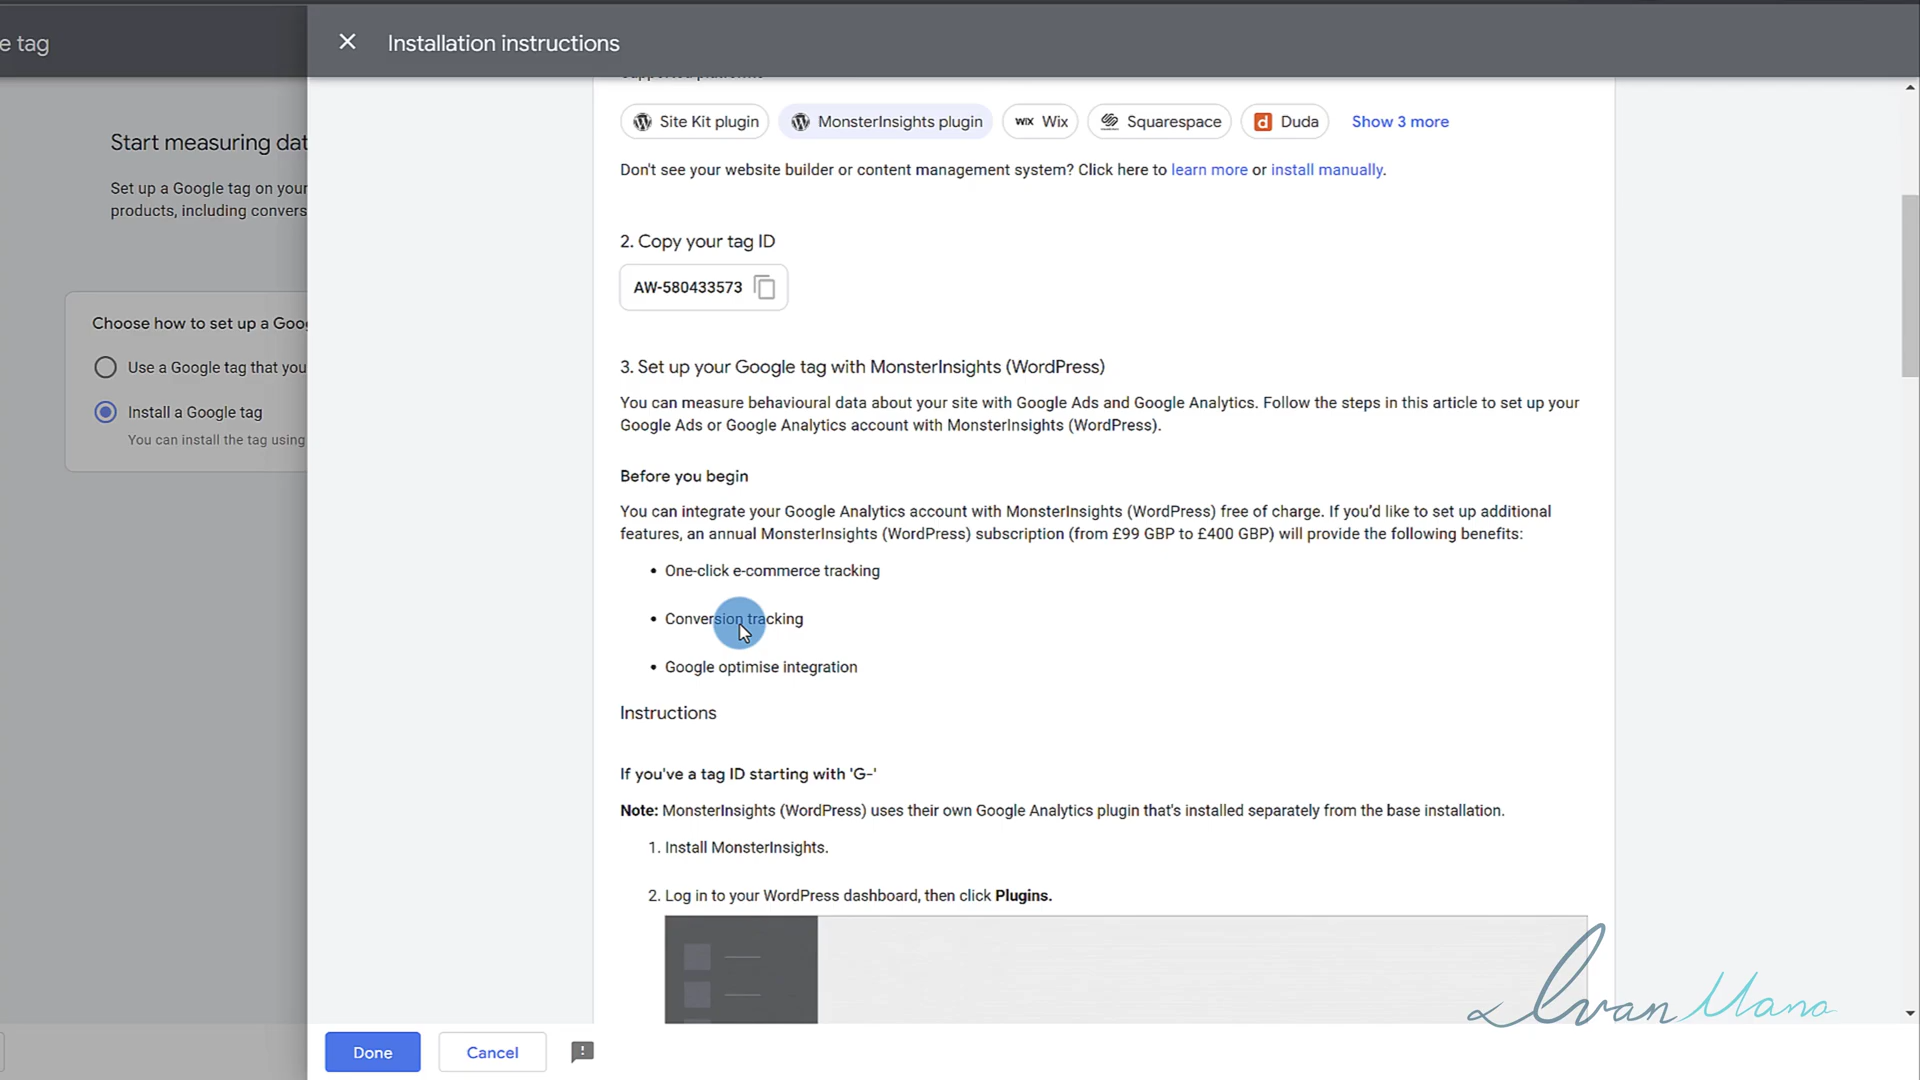 e tag
Installation instructions
Start measuring dat
Set up a Google tag on your
products, including convers
Choose how to set up a Goo
Use a Google tag that you
Install a Google tag
You can install the tag using
Supported platforms
Site Kit plugin
MonsterInsights plugin
WiX Wix
Squarespace
d Duda
Show 3 more
Don't see your website builder or content management system? Click here to learn more or install manually.
2. Copy your tag ID
AW-580433573
3. Set up your Google tag with MonsterInsights (WordPress)
You can measure behavioural data about your site with Google Ads and Google Analytics. Follow the steps in this article to set up your
Google Ads or Google Analytics account with MonsterInsights (WordPress).
Before you begin
You can integrate your Google Analytics account with MonsterInsights (WordPress) free of charge. If you'd like to set up additional
features, an annual MonsterInsights (WordPress) subscription (from £99 GBP to £400 GBP) will provide the following benefits:
• One-click e-commerce tracking
• Conversion tracking
• Google optimise integration
Instructions
If you've a tag ID starting with 'G-'
Note: MonsterInsights (WordPress) uses their own Google Analytics plugin that's installed separately from the base installation.
1. Install MonsterInsights.
2. Log in to your WordPress dashboard, then click Plugins.
Ivan Mana
Done
Cancel